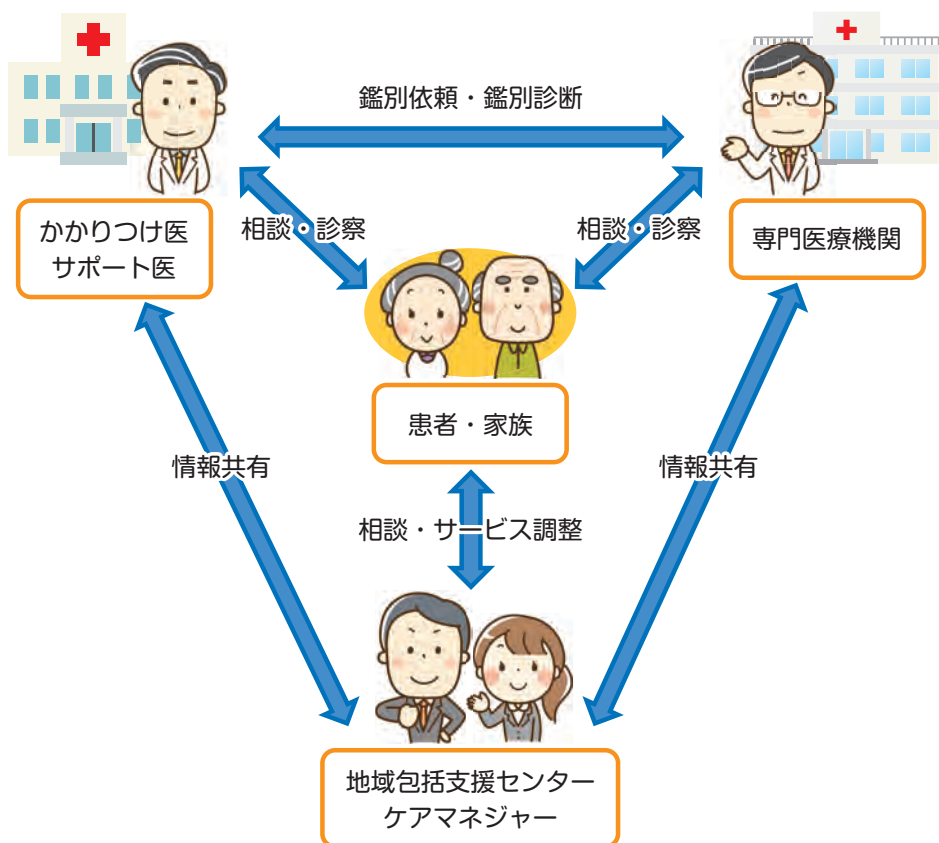 鑑別依頼・鑑別診断
かかりつけ医
サポート医
相談・診察
相談・診察
専門医療機関
患者・家族
情報共有
情報共有
相談・サービス調整
地域包括支援センター
ケアマネジャー